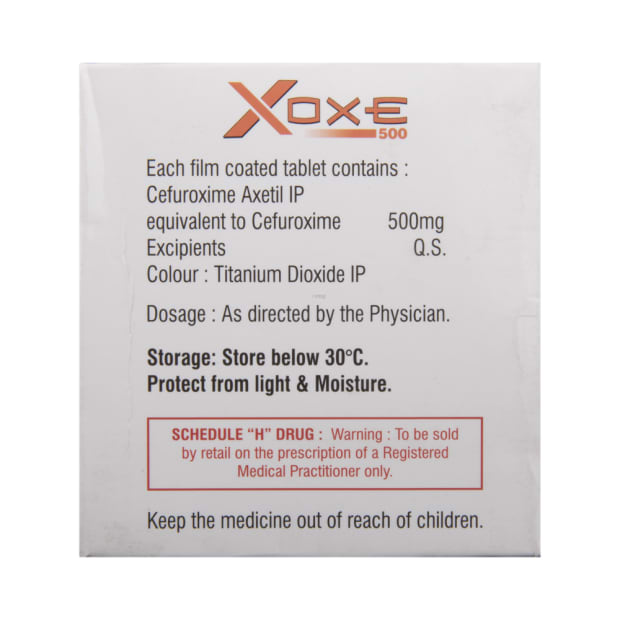 XOXE
500
Each film coated tablet contains :
Cefuroxime Axetil IP
equivalent to Cefuroxime 500mg
Excipients Q.S.
Colour : Titanium Dioxide IP
Dosage : As directed by the Physician.
Storage: Store below 30°C.
Protect from light & Moisture.
SCHEDULE "H" DRUG : Warning : To be sold
by retail on the prescription of a Registered
Medical Practitioner only.
Keep the medicine out of reach of children.